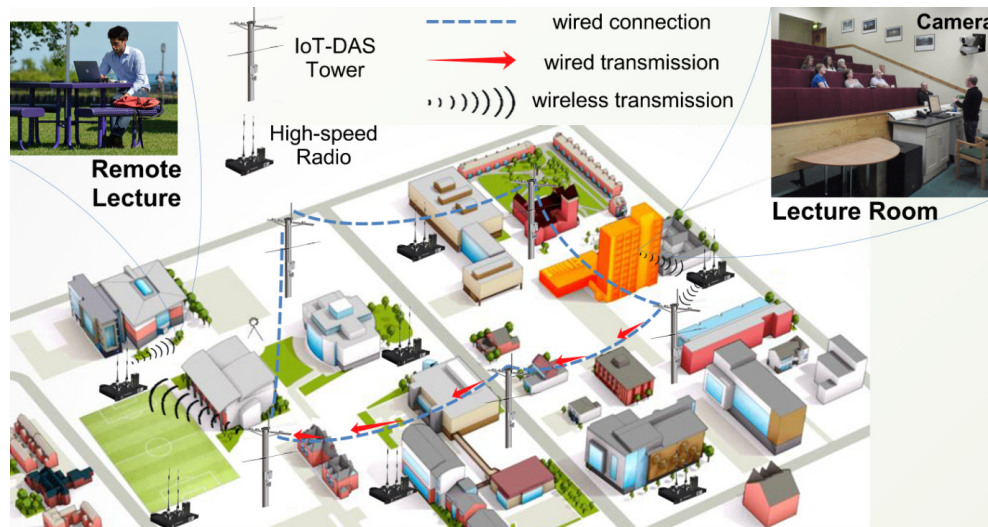 Remote
Lecture
IoT-DAS
Tower
High-speed
Radio
wired connection
wired transmission
wireless transmission
Camera
Lecture Room